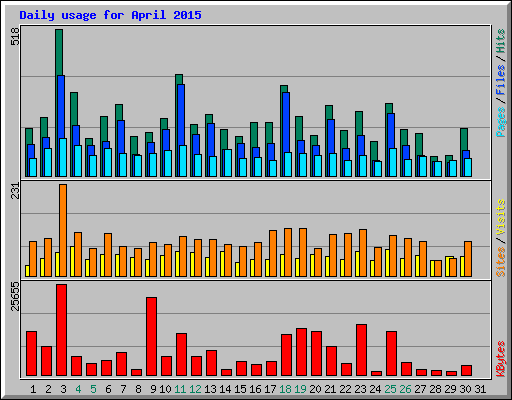 Daily usage for April 2015
518
Pages / Files / Hits
231
Sites / Visits
25655
KBytes
1 2 3 4 5 6 7 8 9 10 11 12 13 14 15 16 17 18 19 20 21 22 23 24 25 26 27 28 29 30 31